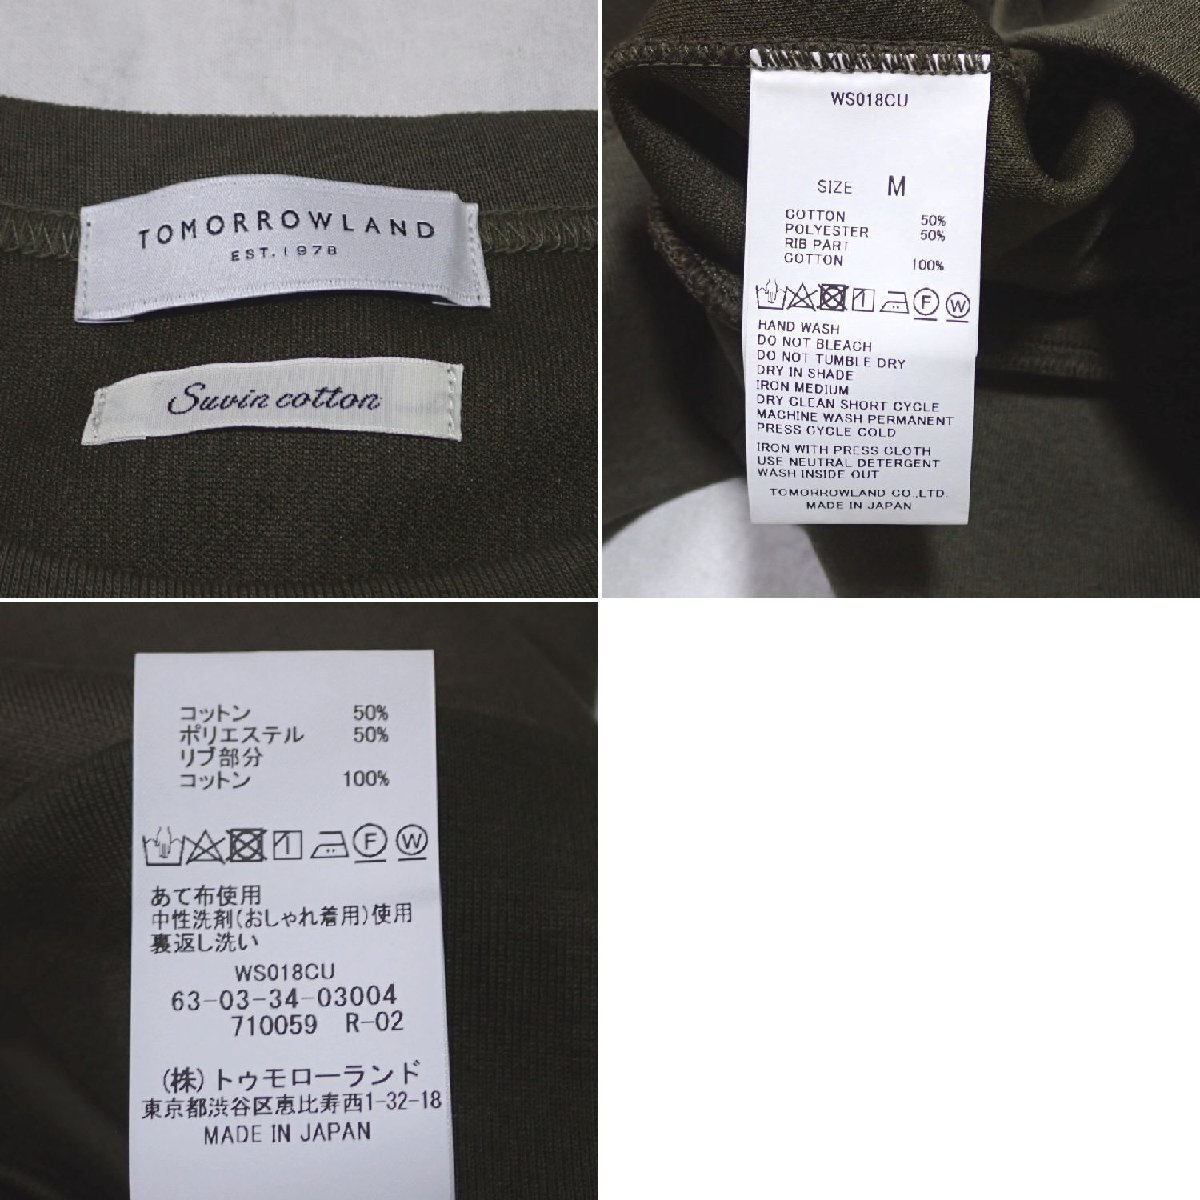 TOMORROWLAND
EST. 1978
Suvin cotton
WS018CU
SIZE M
COTTON 50%
POLYESTER 50%
RIB PART
COTTON 100%
1 F W
HAND WASH
DO NOT BLEACH
DO NOT TUMBLE DRY
DRY IN SHADE
IRON MEDIUM
DRY CLEAN SHORT CYCLE
MACHINE WASH PERMANENT
PRESS CYCLE COLD
IRON WITH PRESS CLOTH
USE NEUTRAL DETERGENT
WASH INSIDE OUT
TOMORROWLAND CO.,LTD.
MADE IN JAPAN
コットン 50%
ポリエステル 50%
リブ部分
コットン 100%
1 F W
あて布使用
中性洗剤(おしゃれ着用)使用
裏返し洗い
WS018CU
63-03-34-03004
710059 R-02
(株)トゥモローランド
東京都渋谷区恵比寿西1-32-18
MADE IN JAPAN